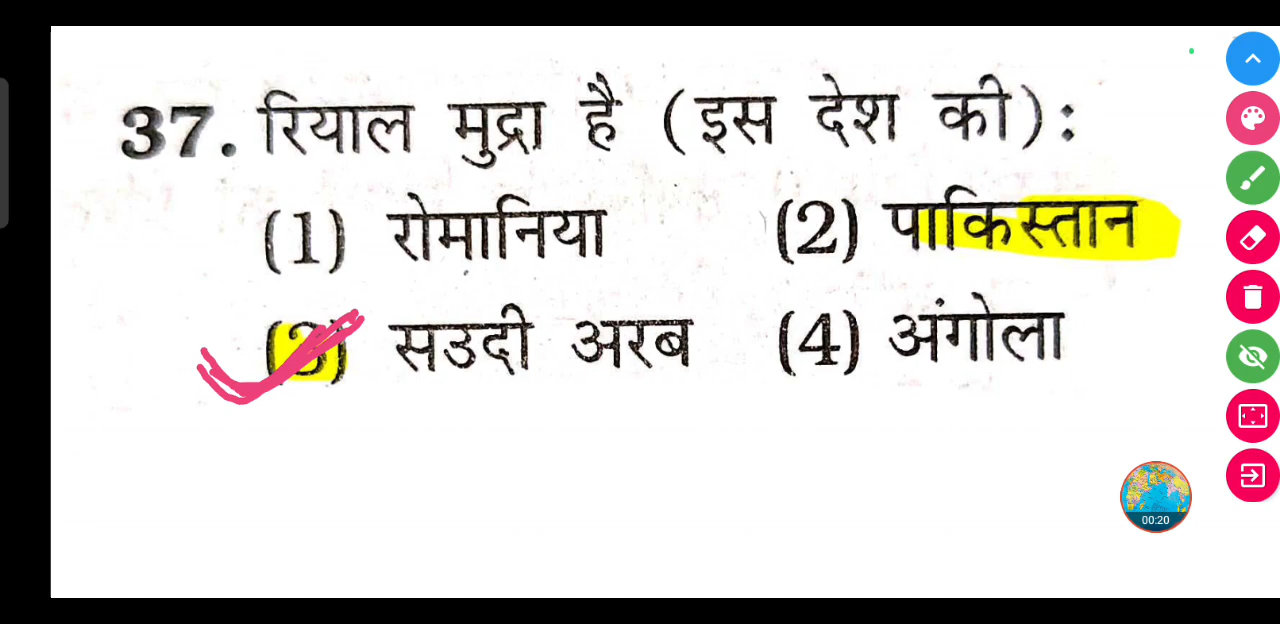 37. रियाल मुद्रा है (इस देश की):
(1) रोमानिया (2) पाकिस्तान
(3) सउदी अरब (4) अंगोला
00:20